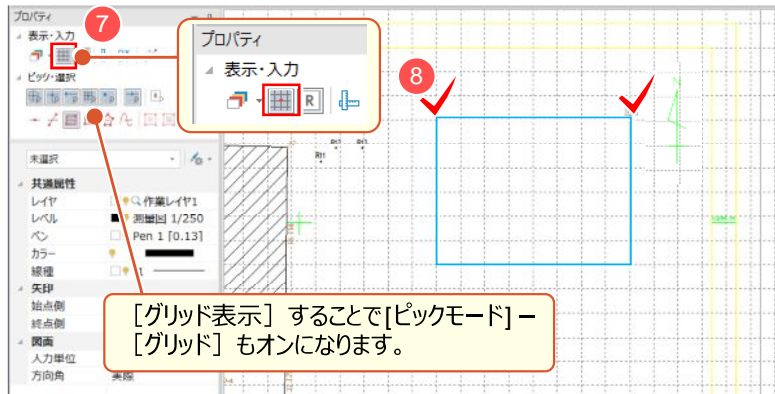 プロパティ
7
表示・入力
ピック・選択
未選択
共通属性
レイヤ
作業レイヤ1
レベル
測量図 1/250
ペン
Pen 1 [0.13]
カラー
線種
1
矢印
始点側
終点側
図面
入力単位
方向角
実際
プロパティ
表示・入力
R
8
R11
R12
N
［グリッド表示］ することで[ピックモード] –
［グリッド］もオンになります。